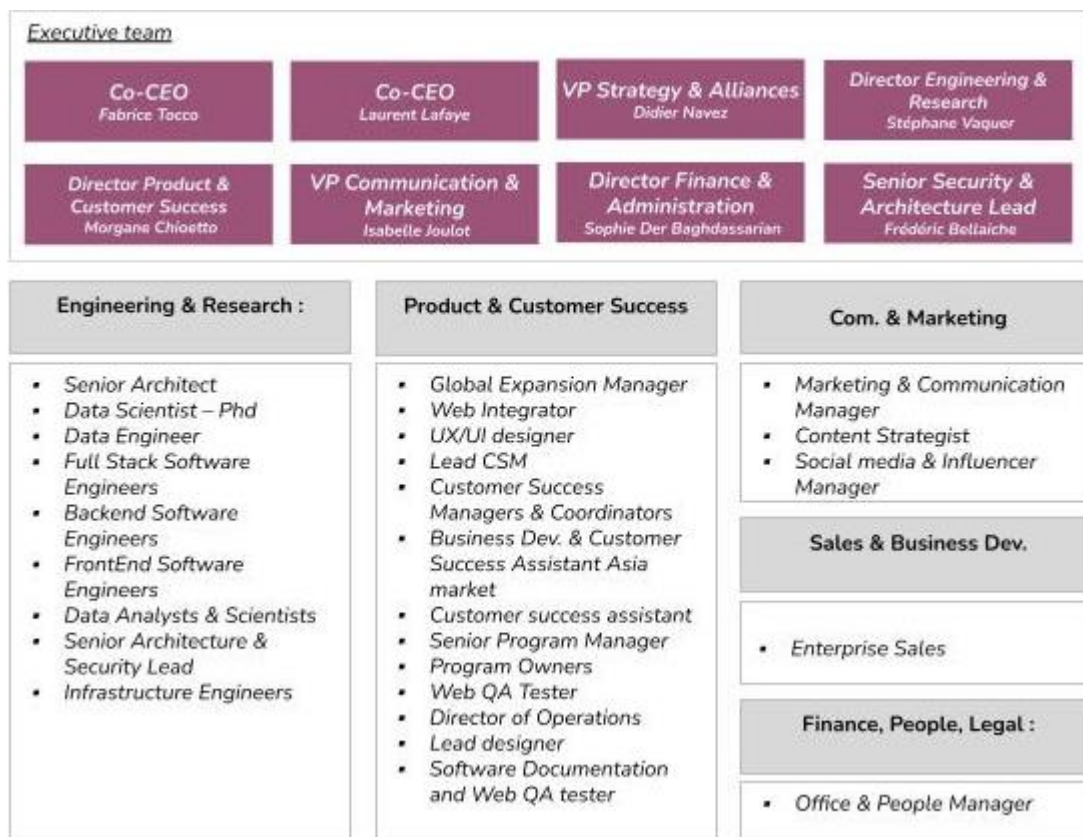 Executive team
Co-CEO
Fabrice Tocco
Co-CEO
Laurent Lafaye
VP Strategy & Alliances
Didier Navez
Director Engineering &
Research
Stéphane Vaquer
Director Product &
Customer Success
Morgane Chioetto
VP Communication &
Marketing
Isabelle Joulot
Director Finance &
Administration
Sophie Der Baghdassarian
Senior Security &
Architecture Lead
Frédéric Bellaiche
Engineering & Research :
▪ Senior Architect
▪ Data Scientist – Phd
▪ Data Engineer
▪ Full Stack Software
Engineers
▪ Backend Software
Engineers
▪ FrontEnd Software
Engineers
▪ Data Analysts & Scientists
▪ Senior Architecture &
Security Lead
▪ Infrastructure Engineers
Product & Customer Success
▪ Global Expansion Manager
▪ Web Integrator
▪ UX/UI designer
▪ Lead CSM
▪ Customer Success
Managers & Coordinators
▪ Business Dev. & Customer
Success Assistant Asia
market
▪ Customer success assistant
▪ Senior Program Manager
▪ Program Owners
▪ Web QA Tester
▪ Director of Operations
▪ Lead designer
▪ Software Documentation
and Web QA tester
Com. & Marketing
▪ Marketing & Communication
Manager
▪ Content Strategist
▪ Social media & Influencer
Manager
Sales & Business Dev.
▪ Enterprise Sales
Finance, People, Legal :
▪ Office & People Manager